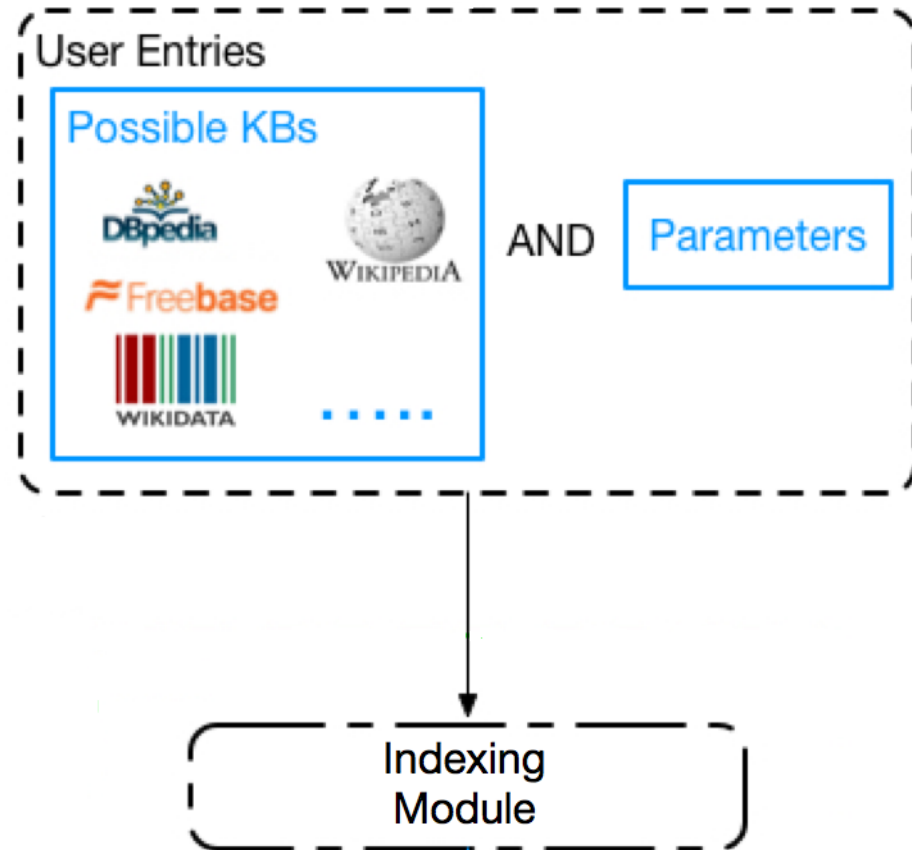 User Entries
Possible KBs
DBpedia
WIKIPEDIA
Freebase
WIKIDATA
.....
AND
Parameters
Indexing
Module